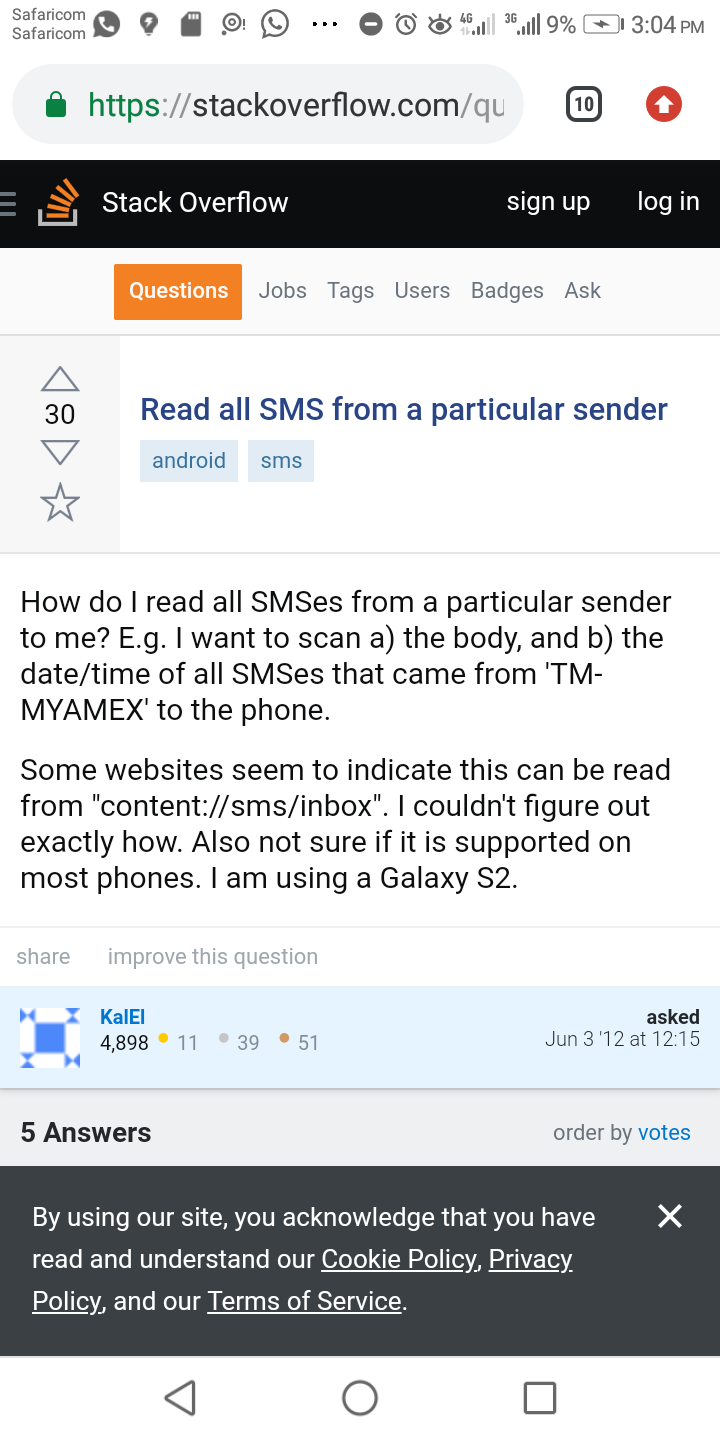 Safaricom
Safaricom
4G 3G 9% 3:04 PM
https://stackoverflow.com/qu
10
Stack Overflow sign up log in
Questions Jobs Tags Users Badges Ask
30
Read all SMS from a particular sender
android sms
How do I read all SMSes from a particular sender
to me? E.g. I want to scan a) the body, and b) the
date/time of all SMSes that came from 'TM-
MYAMEX' to the phone.
Some websites seem to indicate this can be read
from "content://sms/inbox". I couldn't figure out
exactly how. Also not sure if it is supported on
most phones. I am using a Galaxy S2.
share improve this question
KalEl asked
4,898 11 39 51 Jun 3 '12 at 12:15
5 Answers order by votes
By using our site, you acknowledge that you have
read and understand our Cookie Policy, Privacy
Policy, and our Terms of Service.